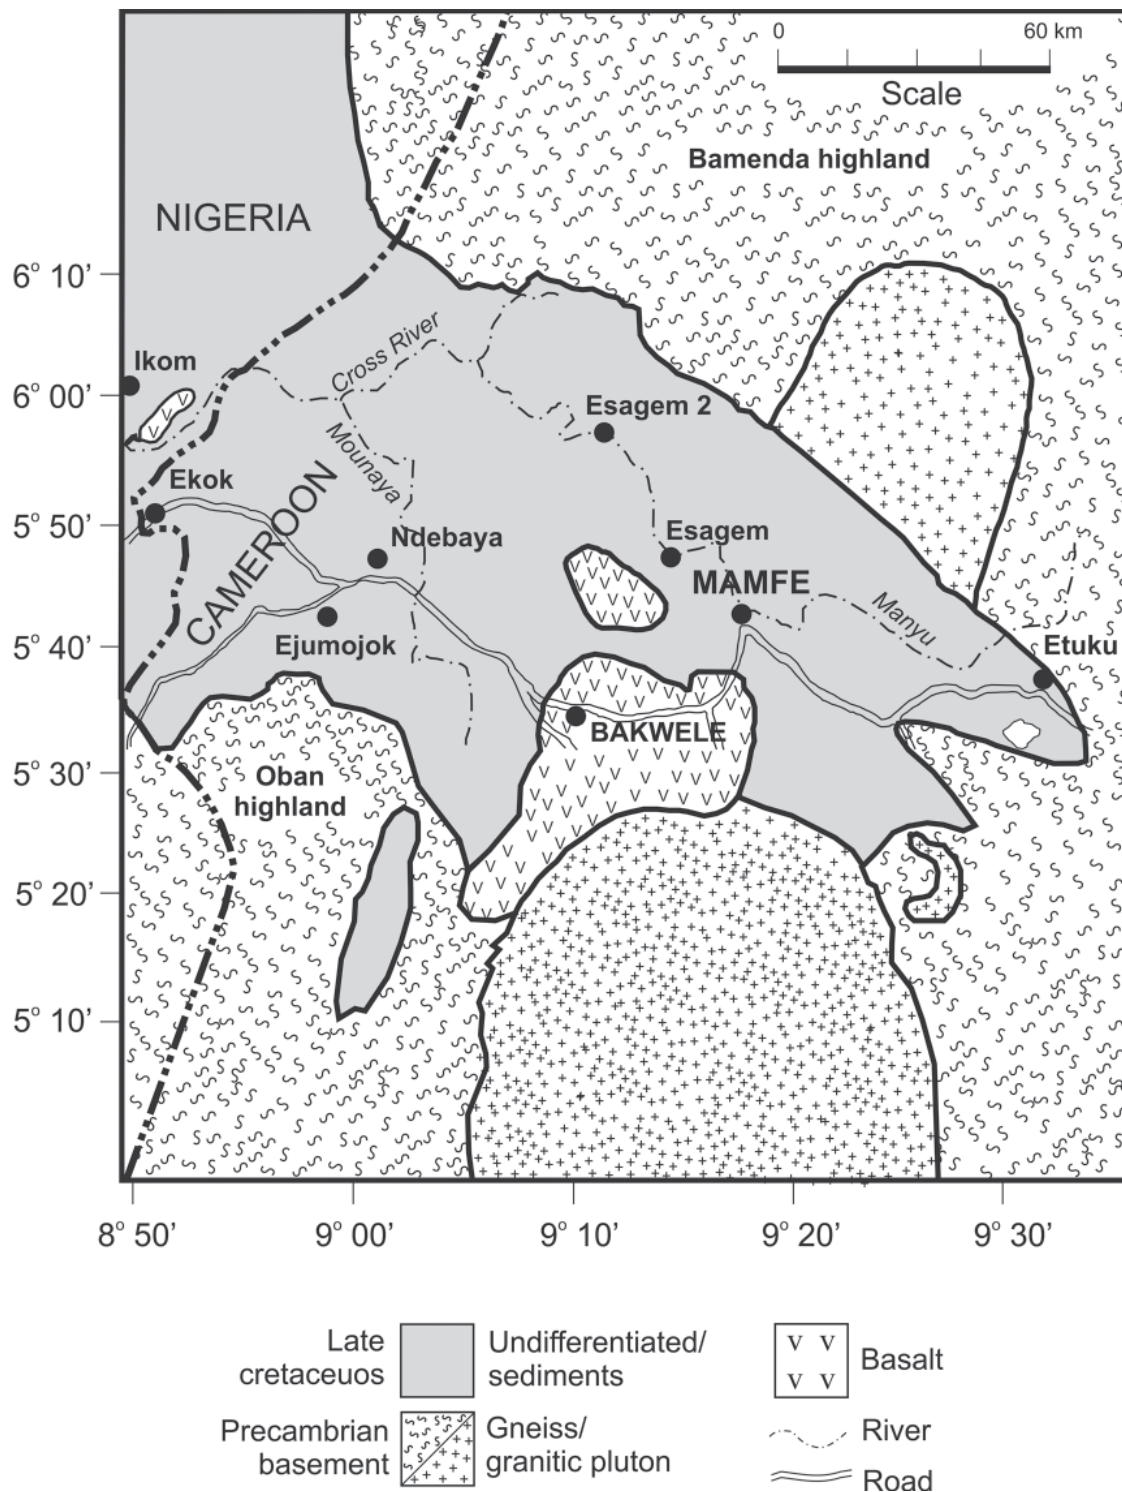 0 60 km
Scale
Bamenda highland
NIGERIA
6° 10’
Cross River
Ikom
6° 00’
Esagem 2
Mounaya
Ekok
5° 50’
CAMEROON
Ndebaya
Esagem
MAMFE
Manyu
Ejumojok
5° 40’
Etuku
BAKWELE
5° 30’
Oban
highland
5° 20’
5° 10’
8° 50’ 9° 00’ 9° 10’ 9° 20’ 9° 30’
Late
cretaceuos
Undifferentiated/
sediments
v v
v v
Basalt
Precambrian
basement
Gneiss/
granitic pluton
River
Road